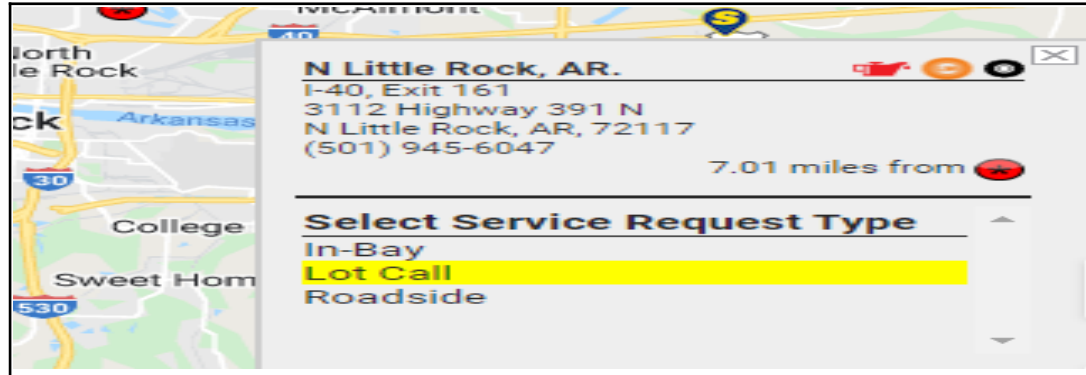 McAlmont
40
North
le Rock
ck
Arkansas
30
College
Sweet Hom
530
S
N Little Rock, AR.
I-40, Exit 161
3112 Highway 391 N
N Little Rock, AR, 72117
(501) 945-6047
7.01 miles from
Select Service Request Type
In-Bay
Lot Call
Roadside